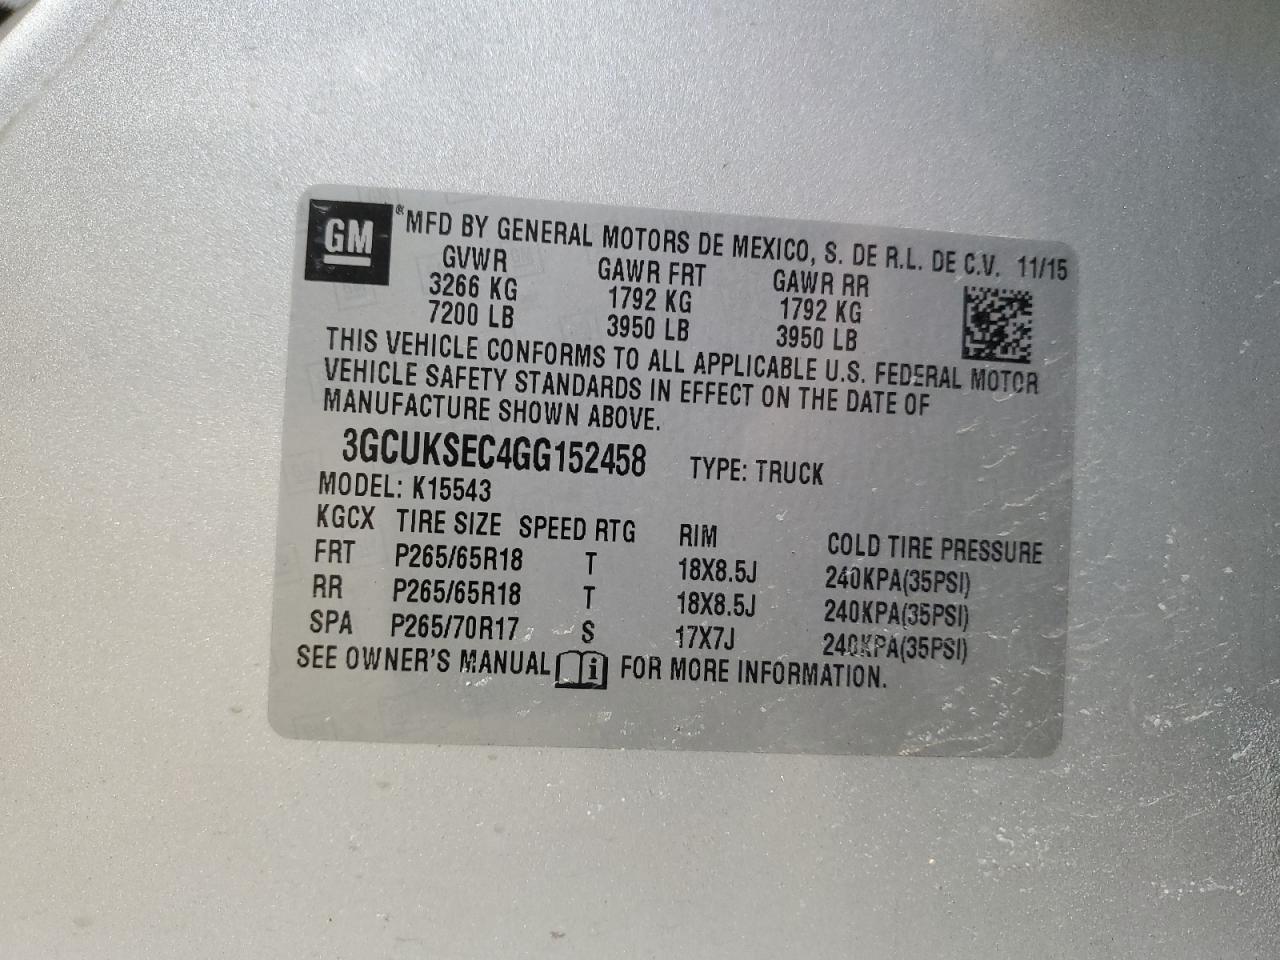 GM
® MFD BY GENERAL MOTORS DE MEXICO, S. DE R.L. DE C.V. 11/15
GVWR GAWR FRT GAWR RR
3266 KG 1792 KG 1792 KG
7200 LB 3950 LB 3950 LB
THIS VEHICLE CONFORMS TO ALL APPLICABLE U.S. FEDERAL MOTOR
VEHICLE SAFETY STANDARDS IN EFFECT ON THE DATE OF
MANUFACTURE SHOWN ABOVE.
3GCUKSEC4GG152458 TYPE: TRUCK
MODEL: K15543
KGCX TIRE SIZE SPEED RTG RIM COLD TIRE PRESSURE
FRT P265/65R18 T 18X8.5J 240KPA(35PSI)
RR P265/65R18 T 18X8.5J 240KPA(35PSI)
SPA P265/70R17 S 17X7J 240KPA(35PSI)
SEE OWNER'S MANUAL i FOR MORE INFORMATION.